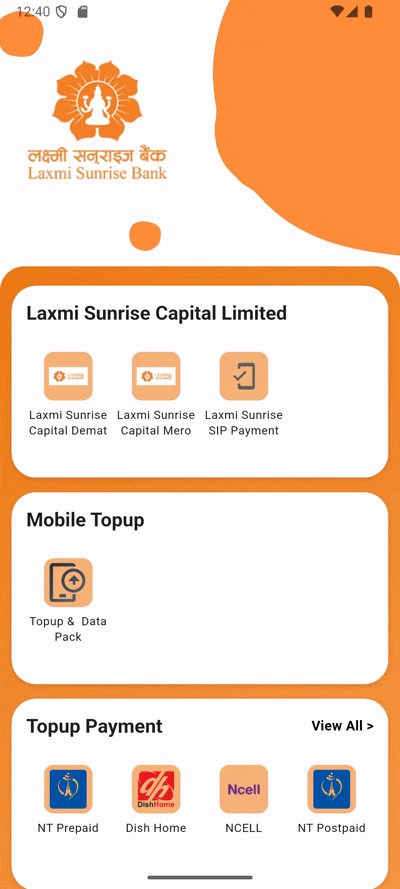 12:40
लक्ष्मी सनराइज बैंक
Laxmi Sunrise Bank
Laxmi Sunrise Capital Limited
Laxmi Sunrise Laxmi Sunrise Laxmi Sunrise
Capital Demat Capital Mero SIP Payment
Mobile Topup
Topup & Data
Pack
Topup Payment View All >
dh
DishHome
Ncell
NT Prepaid Dish Home NCELL NT Postpaid